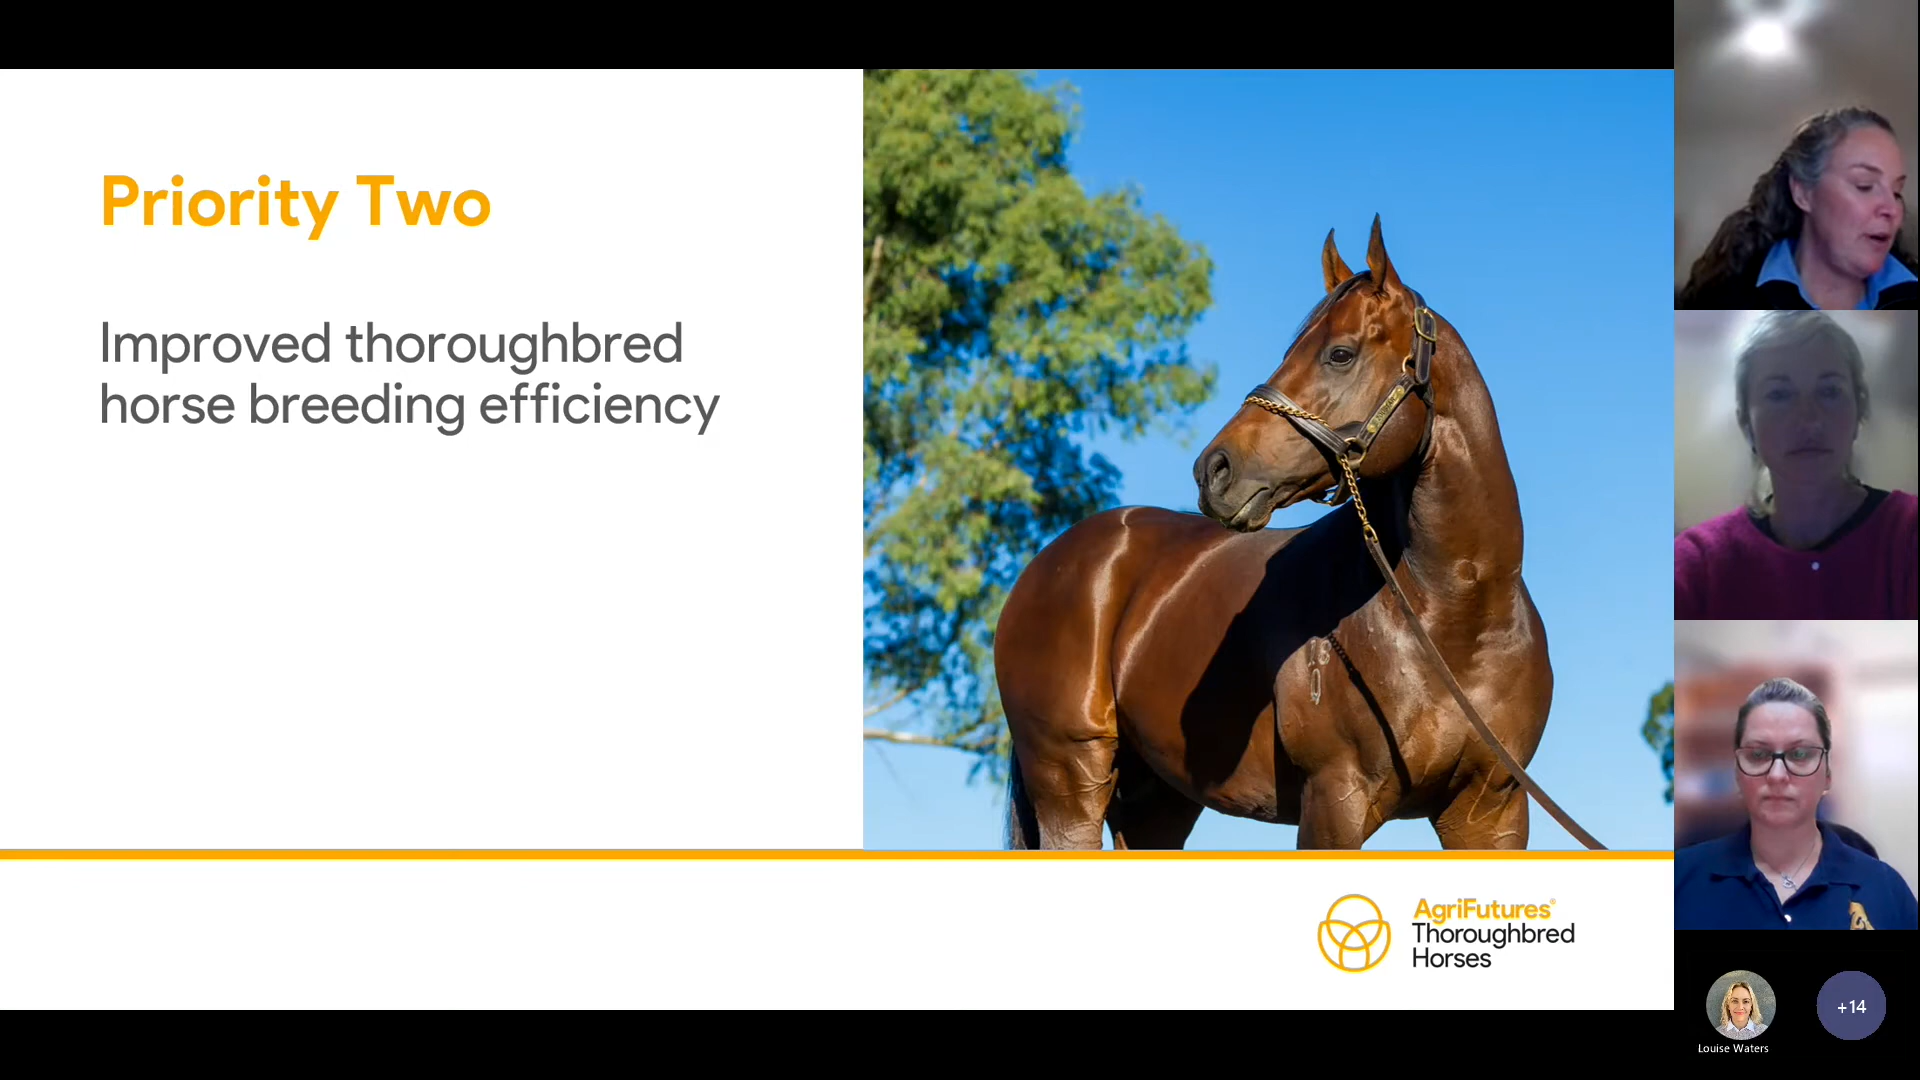 Priority Two
Improved thoroughbred
horse breeding efficiency
AgriFutures®
Thoroughbred
Horses
Louise Waters
+14